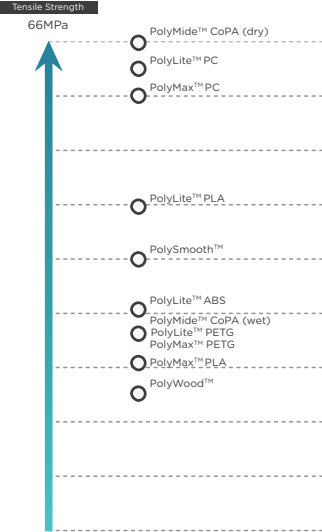 Tensile Strength
66MPa
PolyMide™ CoPA (dry)
PolyLite™ PC
PolyMax™ PC
PolyLite™ PLA
PolySmooth™
PolyLite™ ABS
PolyMide™ CoPA (wet)
PolyLite™ PETG
PolyMax™ PETG
PolyMax™ PLA
PolyWood™